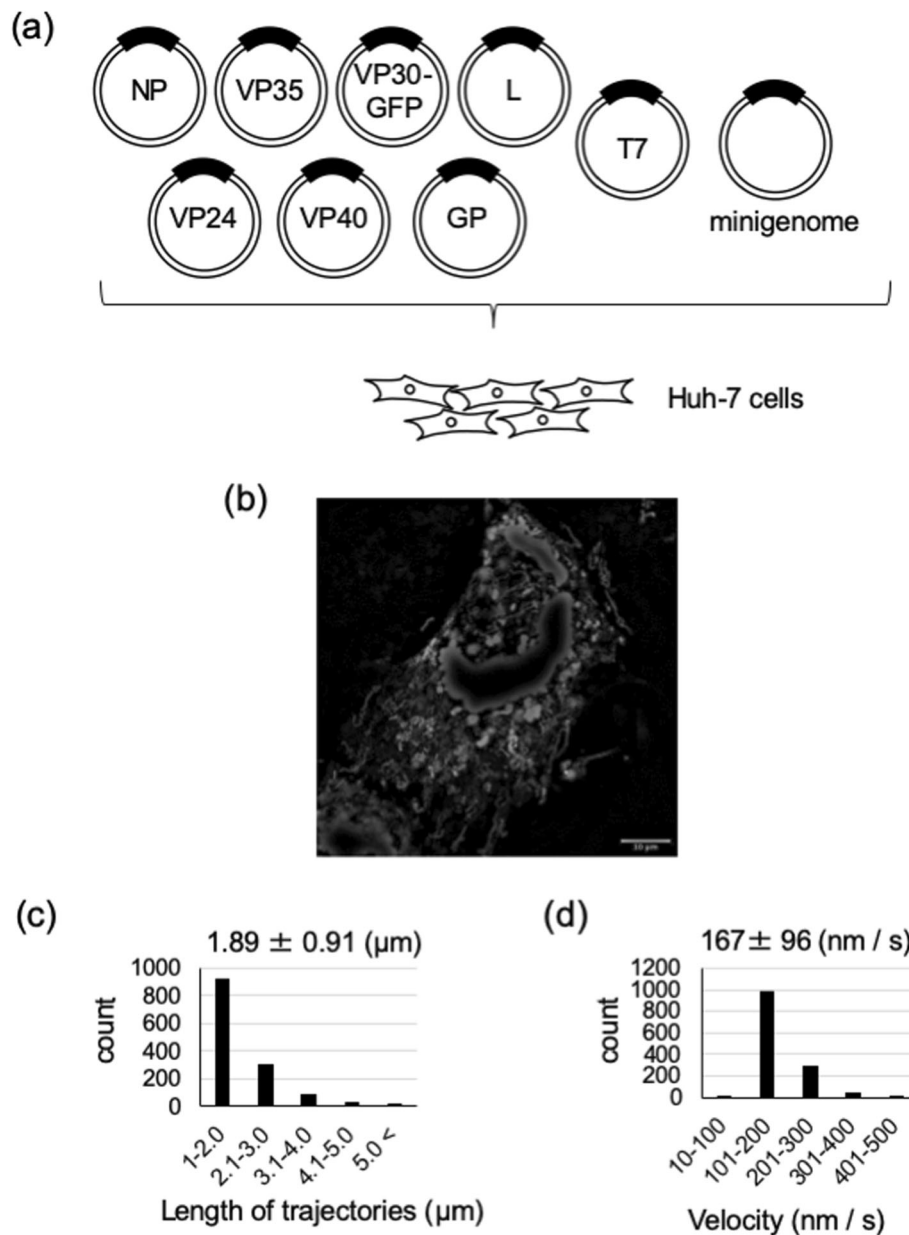 (a)
NP
VP35
VP30-
GFP
L
T7
VP24
VP40
GP
minigenome
Huh-7 cells
(b)
10 μm
(c)
1.89 ± 0.91 (μm)
1000
800
600
400
200
0
count
1-2.0
2.1-3.0
3.1-4.0
4.1-5.0
5.0 <
Length of trajectories (μm)
(d)
167± 96 (nm / s)
1200
1000
800
600
400
200
0
count
10-100
101-200
201-300
301-400
401-500
Velocity (nm / s)